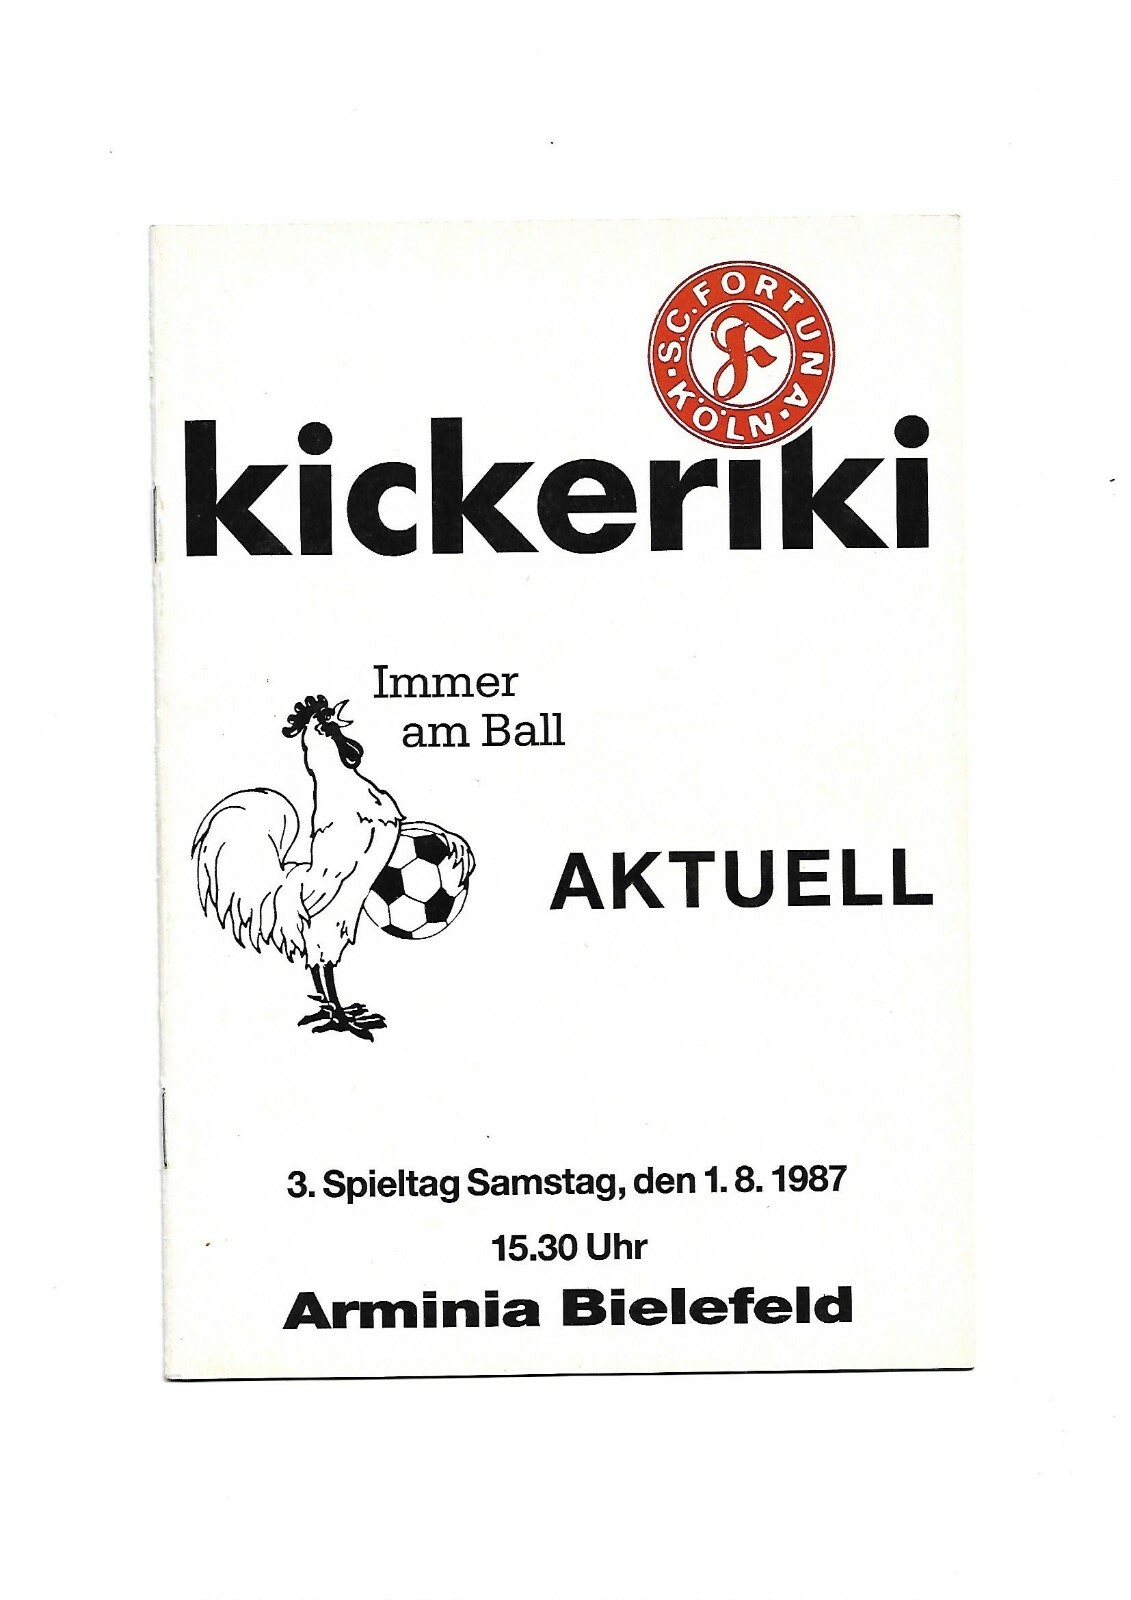 S.C. FORTUNA · KÖLN ·
F
kickeriki
Immer
am Ball
AKTUELL
3. Spieltag Samstag, den 1. 8. 1987
15.30 Uhr
Arminia Bielefeld